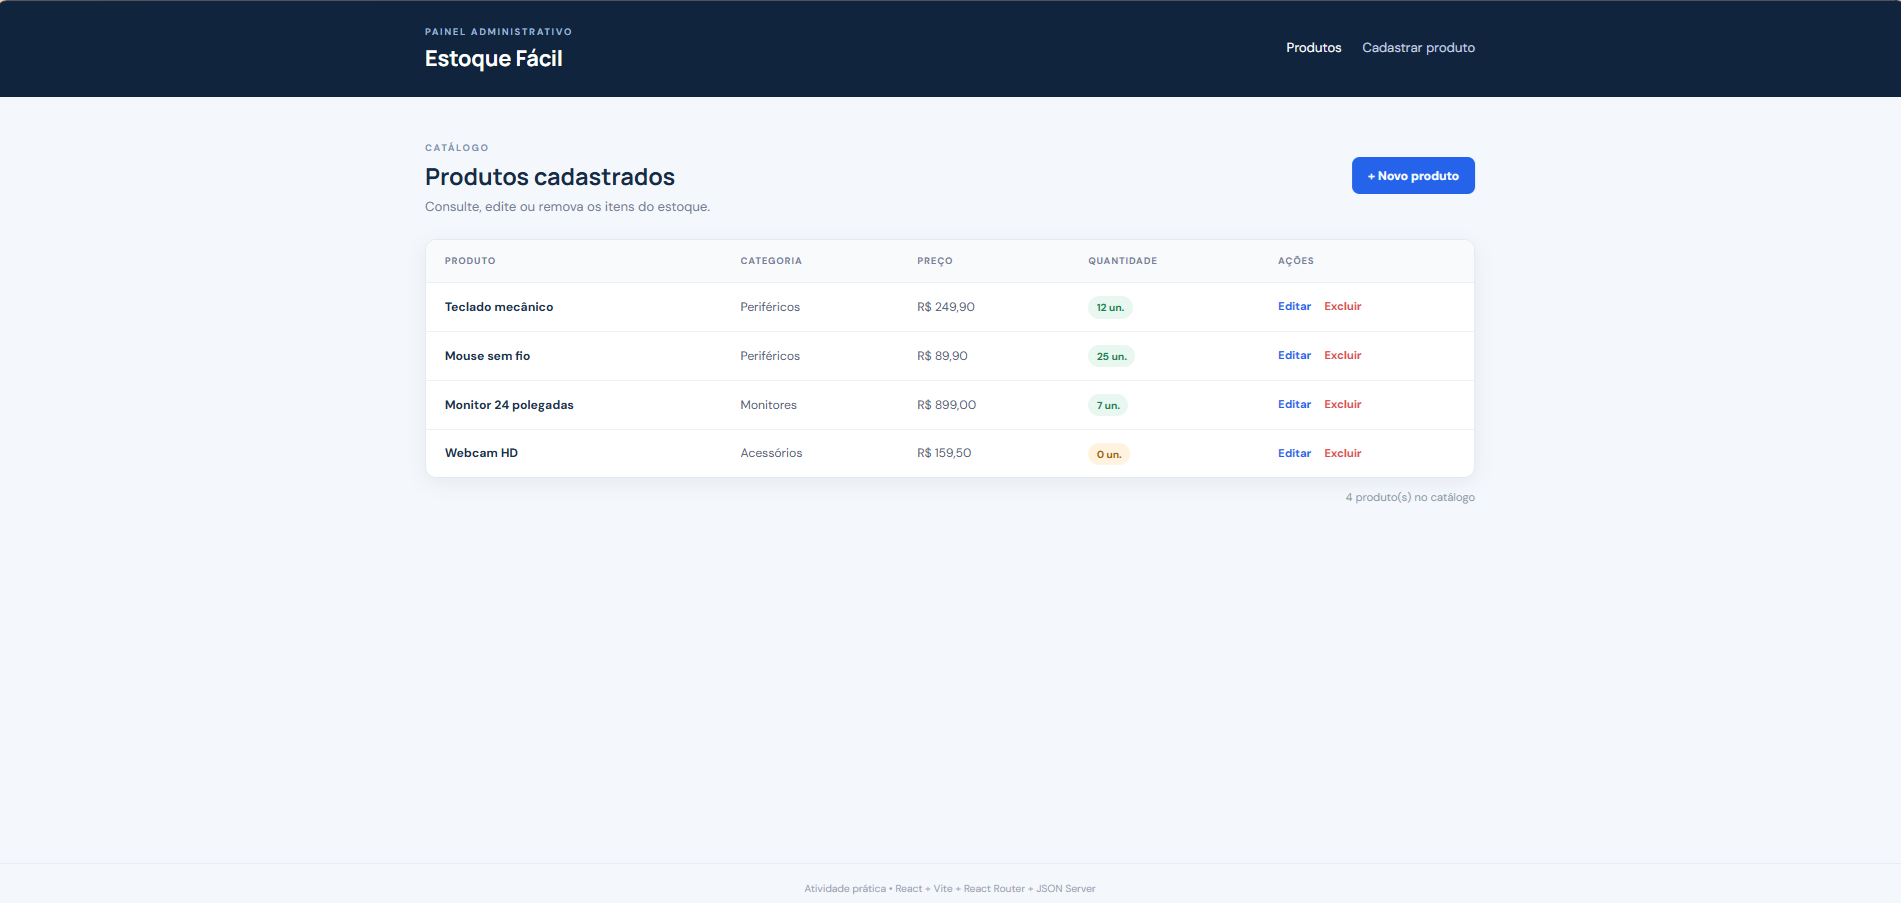 PAINEL ADMINISTRATIVO
Estoque Fácil
Produtos Cadastrar produto
CATÁLOGO
Produtos cadastrados
Consulte, edite ou remova os itens do estoque.
+ Novo produto
PRODUTO CATEGORIA PREÇO QUANTIDADE AÇÕES
Teclado mecânico Periféricos R$ 249,90 12 un. Editar Excluir
Mouse sem fio Periféricos R$ 89,90 25 un. Editar Excluir
Monitor 24 polegadas Monitores R$ 899,00 7 un. Editar Excluir
Webcam HD Acessórios R$ 159,50 0 un. Editar Excluir
4 produto(s) no catálogo
Atividade prática • React + Vite + React Router + JSON Server